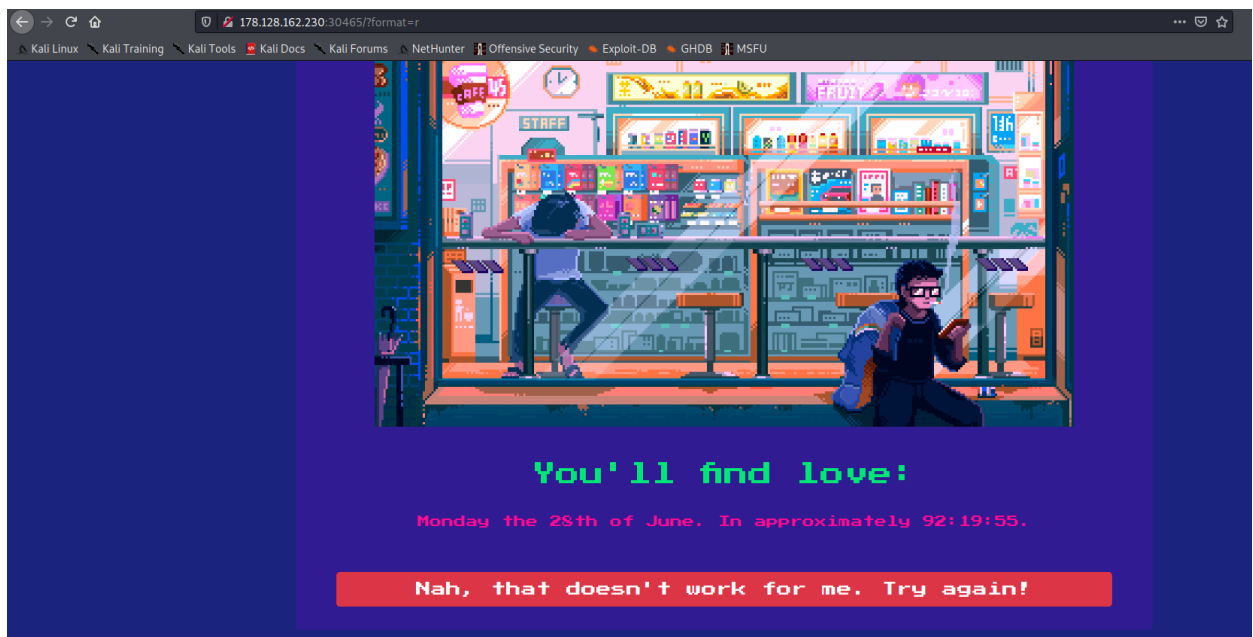 178.128.162.230:30465/?format=r
Kali Linux Kali Training Kali Tools Kali Docs Kali Forums NetHunter Offensive Security Exploit-DB GHDB MSFU
CAFE 45
FRUIT
STAFF
You'll find love:
Monday the 28th of June. In approximately 92:19:55.
Nah, that doesn't work for me. Try again!